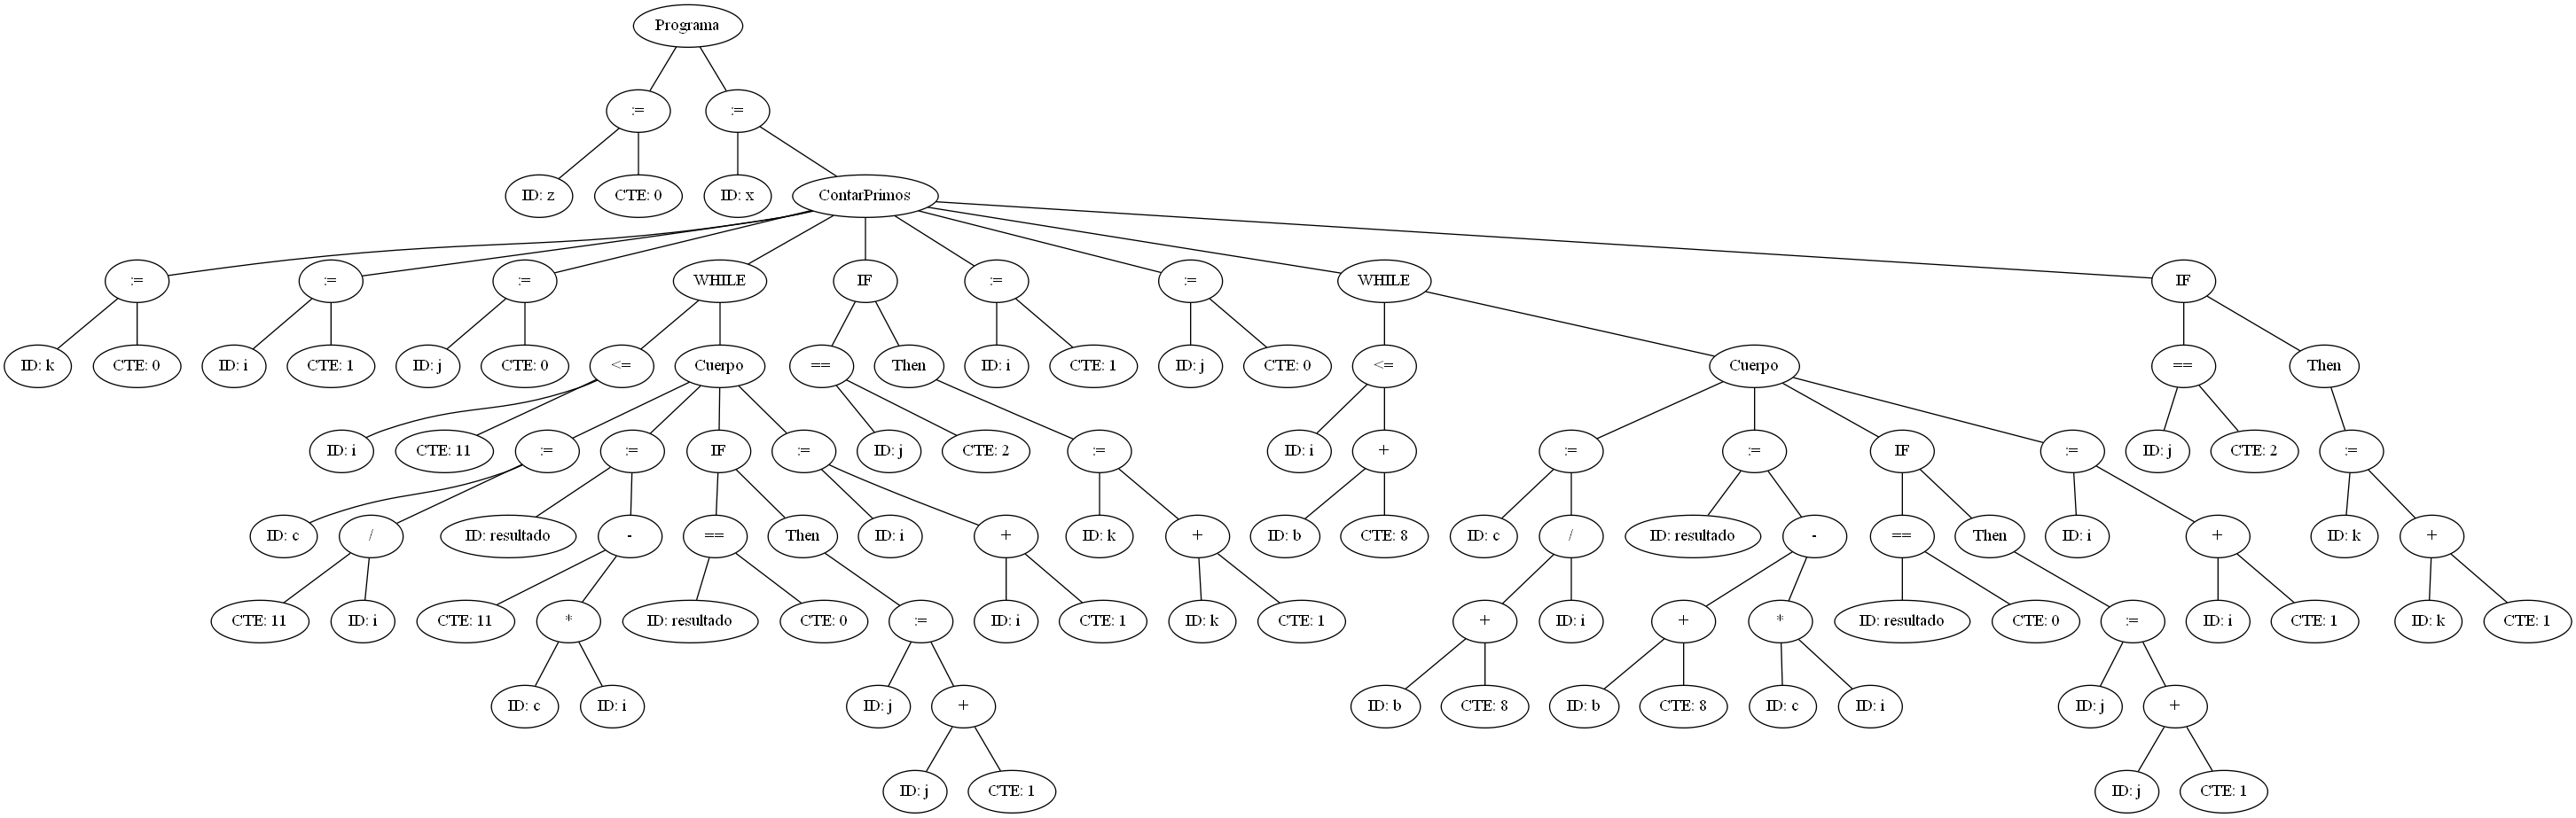 Programa
:= :=
ID: z CTE: 0 ID: x ContarPrimos
:= := := WHILE IF := := WHILE IF
ID: k CTE: 0 ID: i CTE: 1 ID: j CTE: 0 <= Cuerpo == Then ID: i CTE: 1 ID: j CTE: 0 <= Cuerpo == Then
ID: i CTE: 11 := := IF := ID: j CTE: 2 := ID: i + := := IF := ID: j CTE: 2 :=
ID: c / ID: resultado - == Then ID: i + ID: k + ID: b CTE: 8 ID: c / ID: resultado - == Then ID: i + ID: k +
CTE: 11 ID: i CTE: 11 * ID: resultado CTE: 0 := ID: i CTE: 1 ID: k CTE: 1 + ID: i + * ID: resultado CTE: 0 := ID: i CTE: 1 ID: k CTE: 1
ID: c ID: i ID: j + ID: b CTE: 8 ID: b CTE: 8 ID: c ID: i ID: j +
ID: j CTE: 1 ID: j CTE: 1